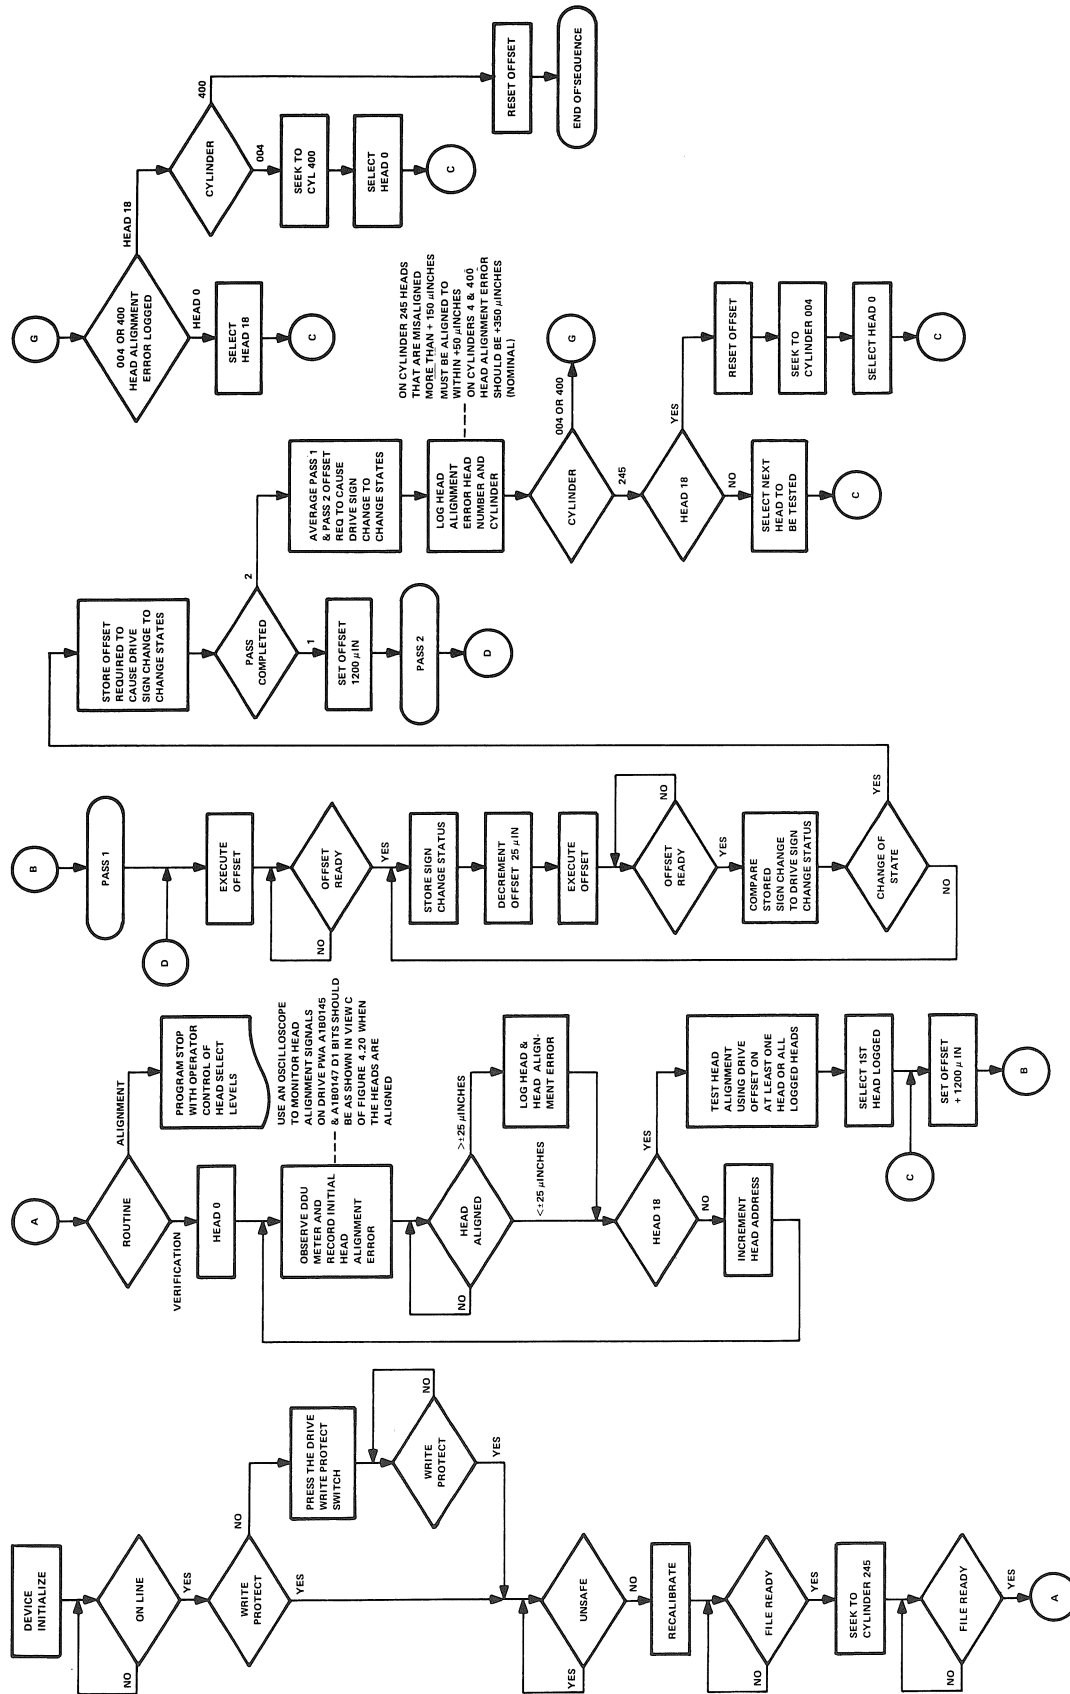 DEVICE
INITIALIZE
ON LINE
NO
YES
WRITE
PROTECT
NO
YES
PRESS THE DRIVE
WRITE PROTECT
SWITCH
WRITE
PROTECT
NO
YES
UNSAFE
YES
NO
RECALIBRATE
FILE READY
NO
YES
SEEK TO
CYLINDER 245
FILE READY
NO
YES
A
A
ROUTINE
ALIGNMENT
VERIFICATION
PROGRAM STOP
WITH OPERATOR
CONTROL OF
HEAD SELECT
LEVELS
HEAD 0
OBSERVE DDU
METER AND
RECORD INITIAL
HEAD
ALIGNMENT
ERROR
USE AN OSCILLOSCOPE
TO MONITOR HEAD
ALIGNMENT SIGNALS
ON DRIVE PWA A1B0145
& A1B0147 D1 BITS SHOULD
BE AS SHOWN IN VIEW C
OF FIGURE 4.20 WHEN
THE HEADS ARE
ALIGNED
HEAD
ALIGNED
NO
>±25 µINCHES
<±25 µINCHES
LOG HEAD &
HEAD ALIGN-
MENT ERROR
HEAD 18
YES
NO
INCREMENT
HEAD ADDRESS
TEST HEAD
ALIGNMENT
USING DRIVE
OFFSET ON
AT LEAST ONE
HEAD OR ALL
LOGGED HEADS
SELECT 1ST
HEAD LOGGED
C
SET OFFSET
+ 1200 µ IN
B
B
PASS 1
D
EXECUTE
OFFSET
OFFSET
READY
NO
YES
STORE SIGN
CHANGE STATUS
DECREMENT
OFFSET 25 µ IN
EXECUTE
OFFSET
OFFSET
READY
NO
YES
COMPARE
STORED
SIGN CHANGE
TO DRIVE SIGN
CHANGE STATUS
CHANGE OF
STATE
YES
NO
STORE OFFSET
REQUIRED TO
CAUSE DRIVE
SIGN CHANGE TO
CHANGE STATES
PASS
COMPLETED
2
1
SET OFFSET
1200 µ IN
PASS 2
D
AVERAGE PASS 1
& PASS 2 OFFSET
REQ TO CAUSE
DRIVE SIGN
CHANGE TO
CHANGE STATES
LOG HEAD
ALIGNMENT
ERROR HEAD
NUMBER AND
CYLINDER
ON CYLINDER 245 HEADS
THAT ARE MISALIGNED
MORE THAN + 150 µINCHES
MUST BE ALIGNED TO
WITHIN +50 µINCHES
ON CYLINDERS 4 & 400
HEAD ALIGNMENT ERROR
SHOULD BE +350 µINCHES
(NOMINAL)
CYLINDER
004 OR 400
G
245
HEAD 18
YES
NO
SELECT NEXT
HEAD TO
BE TESTED
C
RESET OFFSET
SEEK TO
CYLINDER 004
SELECT HEAD 0
C
G
004 OR 400
HEAD ALIGNMENT
ERROR LOGGED
HEAD 18
HEAD 0
SELECT
HEAD 18
C
CYLINDER
400
004
SEEK TO
CYL 400
SELECT
HEAD 0
C
RESET OFFSET
END OF SEQUENCE